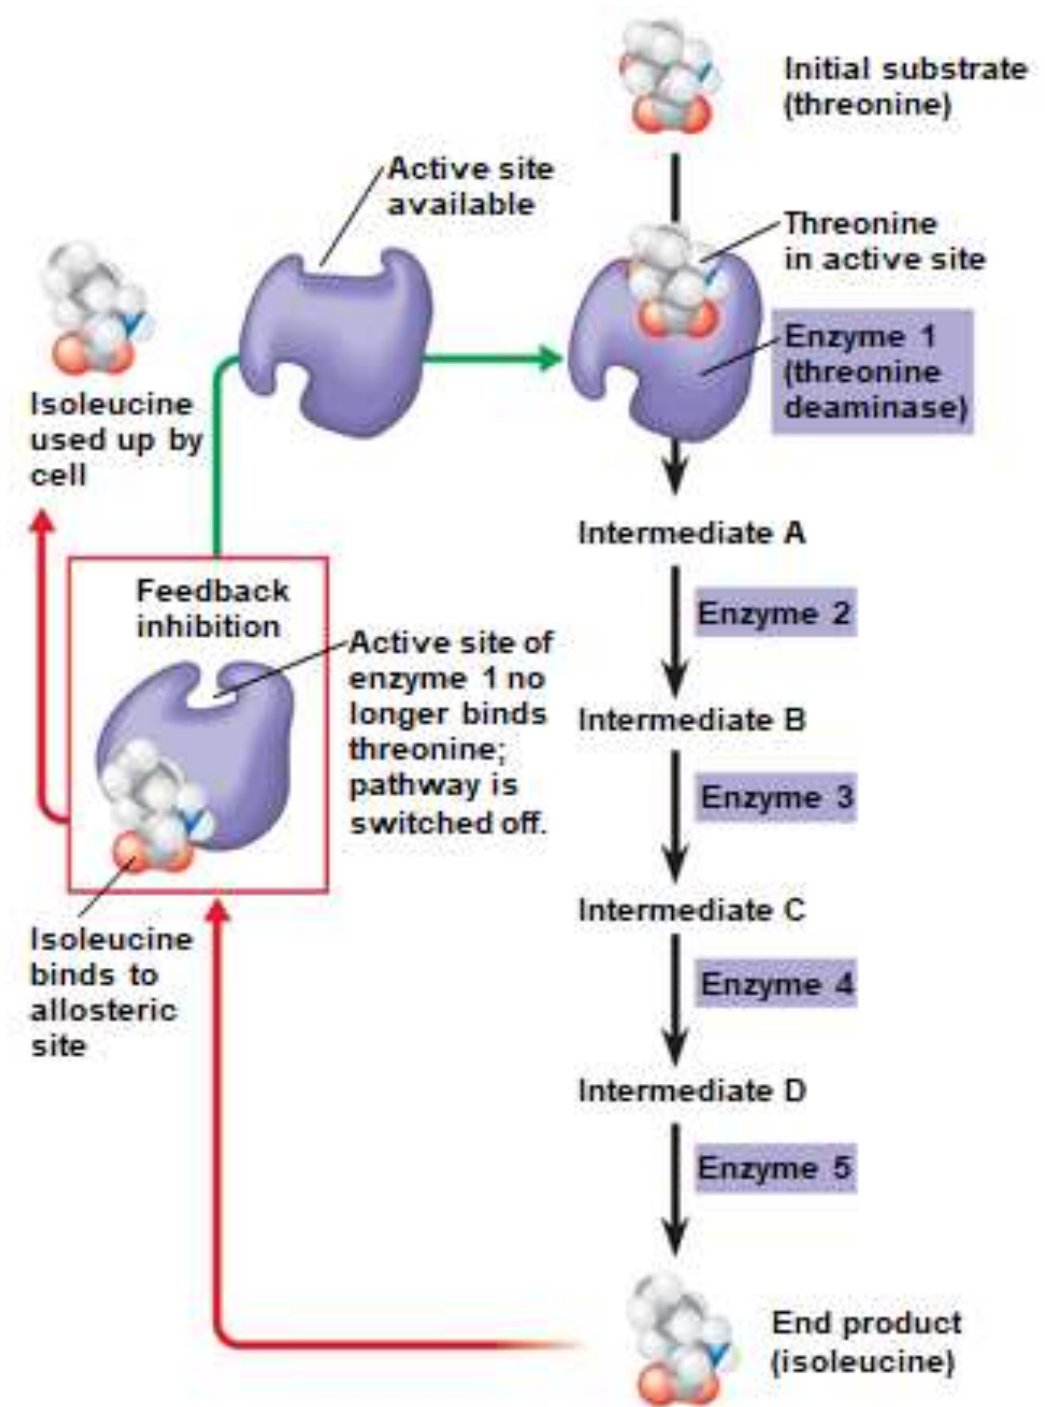 Initial substrate
(threonine)
Active site
available
Threonine
in active site
Enzyme 1
(threonine
deaminase)
Isoleucine
used up by
cell
Intermediate A
Feedback
inhibition
Enzyme 2
Active site of
enzyme 1 no
longer binds
threonine;
pathway is
switched off.
Intermediate B
Enzyme 3
Intermediate C
Isoleucine
binds to
allosteric
site
Enzyme 4
Intermediate D
Enzyme 5
End product
(isoleucine)